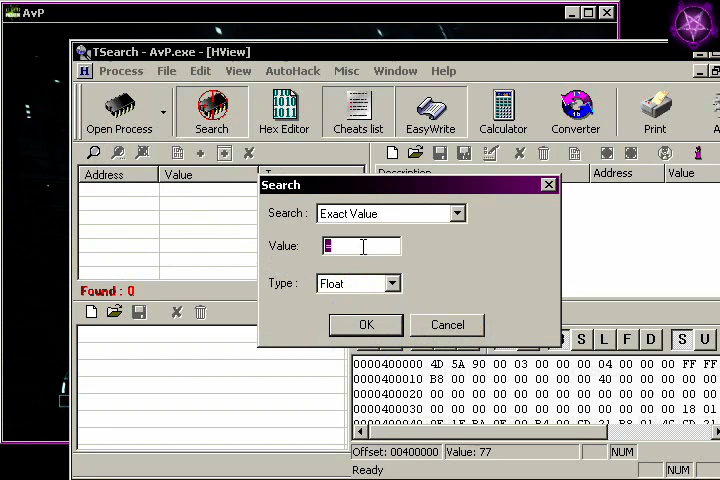 AvP
TSearch - AvP.exe - [HView]
Process File Edit View AutoHack Misc Window Help
Open Process Search Hex Editor Cheats list EasyWrite Calculator Converter Print
Address Value Description Address Value
Search
Search : Exact Value
Value: =
Type : Float
OK Cancel
Found : 0
S L F D S U
0000400000 4D 5A 90 00 03 00 00 00 04 00 00 00 FF FF
0000400010 B8 00 00 00 00 00 00 00 40 00 00 00 00 00
0000400020 00 00 00 00 00 00 00 00 00 00 00 00 00 00
0000400030 00 00 00 00 00 00 00 00 00 00 00 00 18 01
Offset: 00400000 Value: 77 NUM
Ready NUM